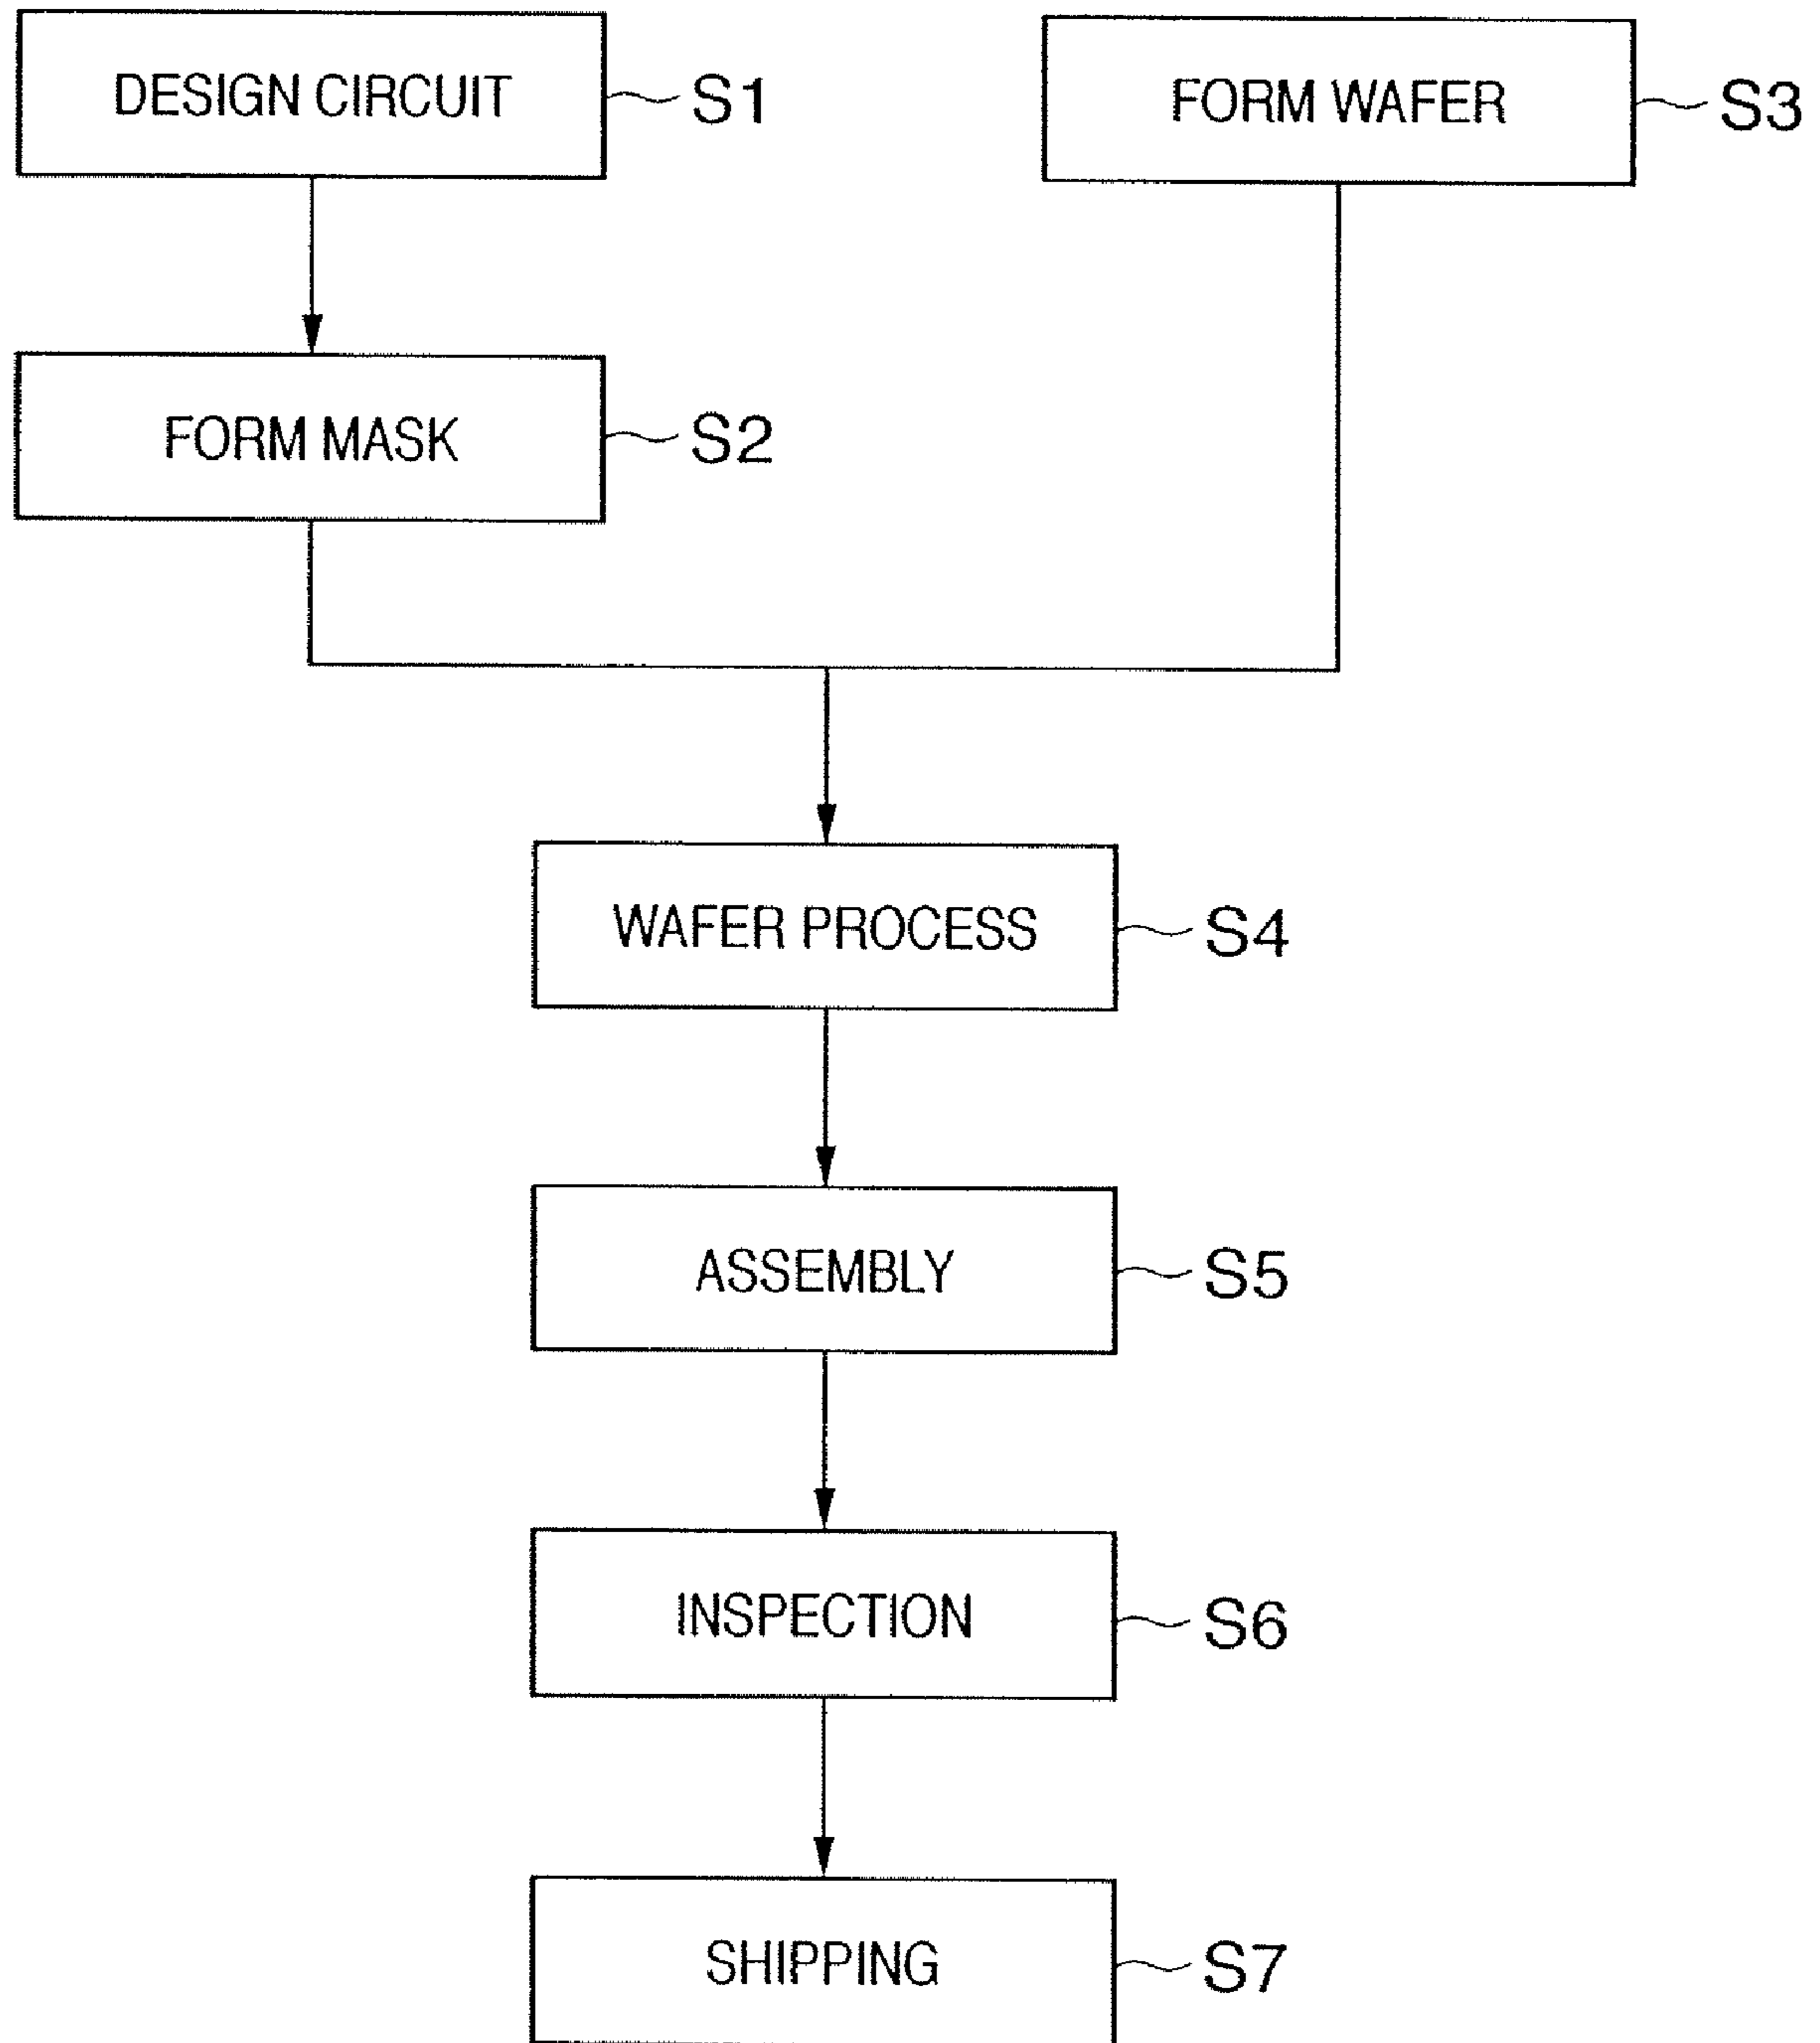 DESIGN CIRCUIT S1
FORM WAFER S3
FORM MASK S2
WAFER PROCESS S4
ASSEMBLY S5
INSPECTION S6
SHIPPING S7